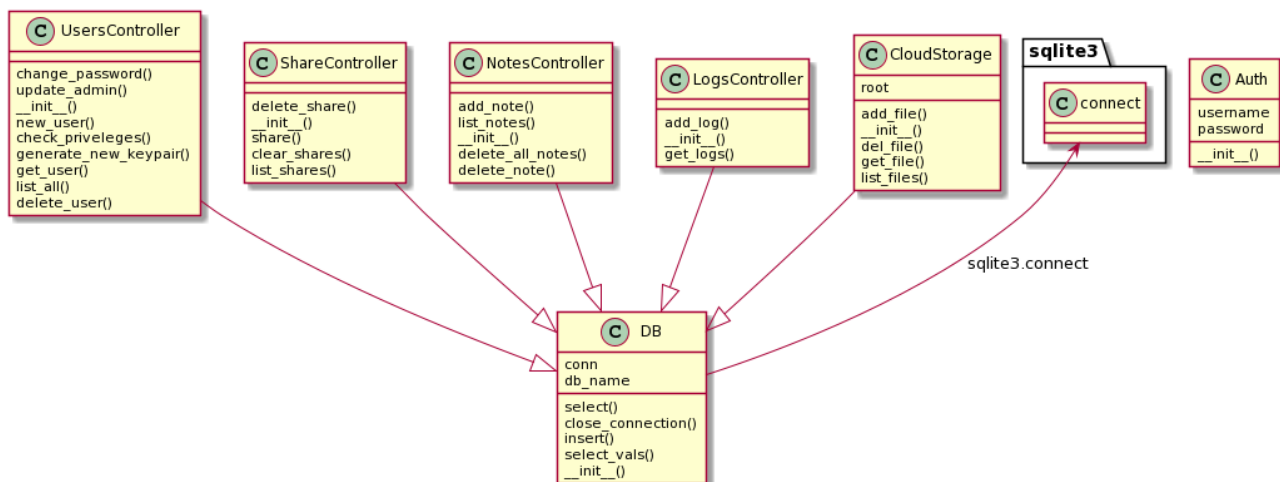 C UsersController
change_password()
update_admin()
__init__()
new_user()
check_priveleges()
generate_new_keypair()
get_user()
list_all()
delete_user()
C ShareController
delete_share()
__init__()
share()
clear_shares()
list_shares()
C NotesController
add_note()
list_notes()
__init__()
delete_all_notes()
delete_note()
C LogsController
add_log()
__init__()
get_logs()
C CloudStorage
root
add_file()
__init__()
del_file()
get_file()
list_files()
sqlite3
C connect
C Auth
username
password
__init__()
sqlite3.connect
C DB
conn
db_name
select()
close_connection()
insert()
select_vals()
__init__()